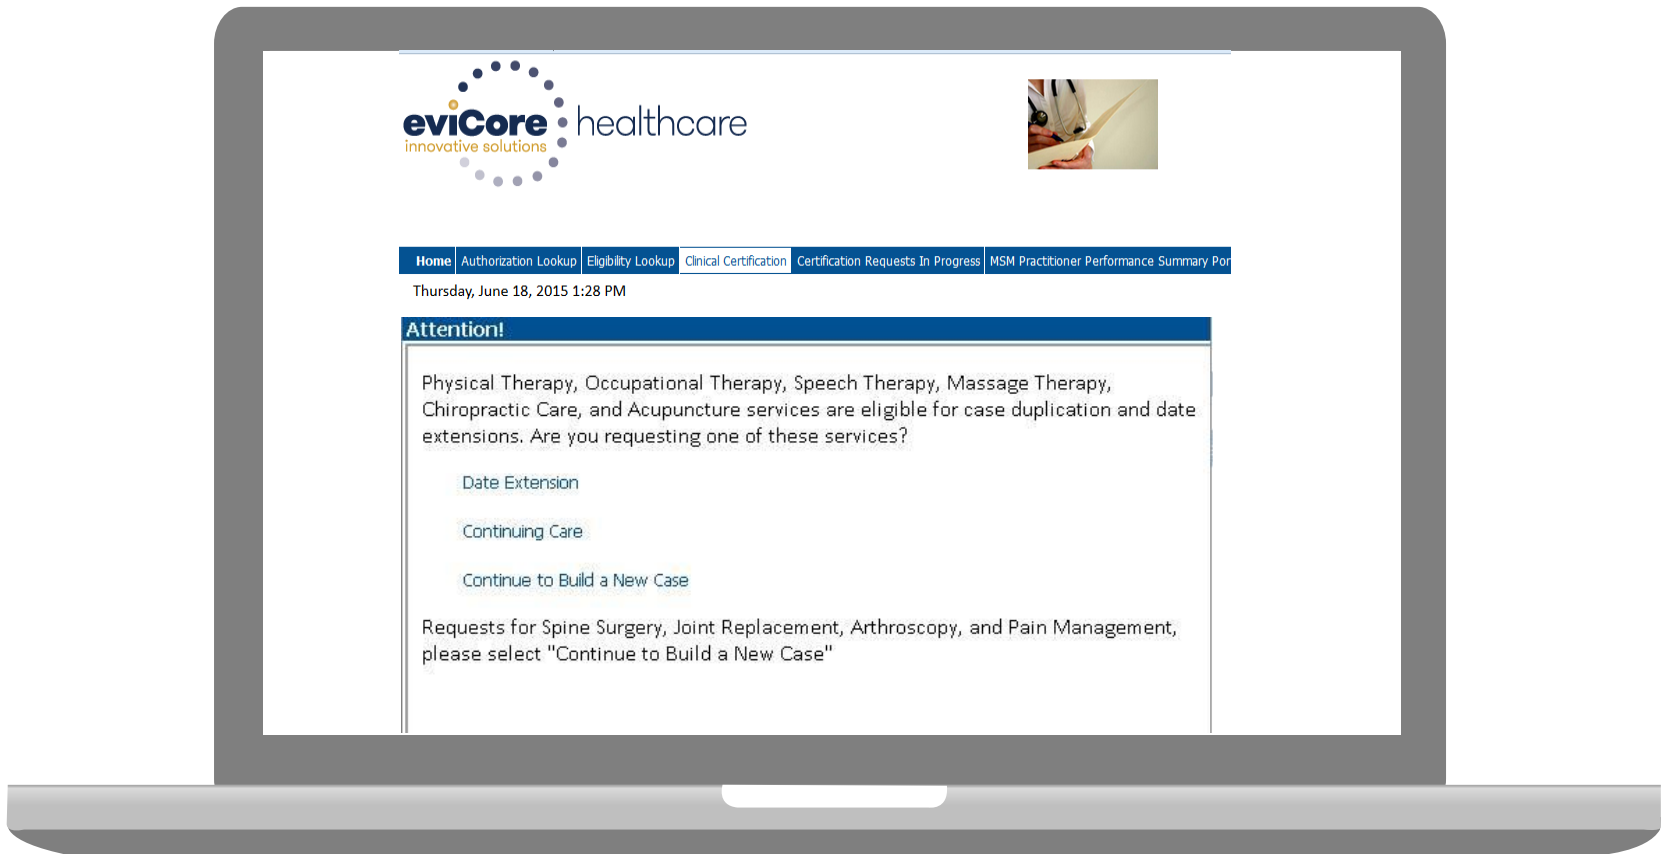 eviCore healthcare
innovative solutions
Home Authorization Lookup Eligibility Lookup Clinical Certification Certification Requests In Progress MSM Practitioner Performance Summary Por
Thursday, June 18, 2015 1:28 PM
Attention!
Physical Therapy, Occupational Therapy, Speech Therapy, Massage Therapy,
Chiropractic Care, and Acupuncture services are eligible for case duplication and date
extensions. Are you requesting one of these services?
Date Extension
Continuing Care
Continue to Build a New Case
Requests for Spine Surgery, Joint Replacement, Arthroscopy, and Pain Management,
please select "Continue to Build a New Case"